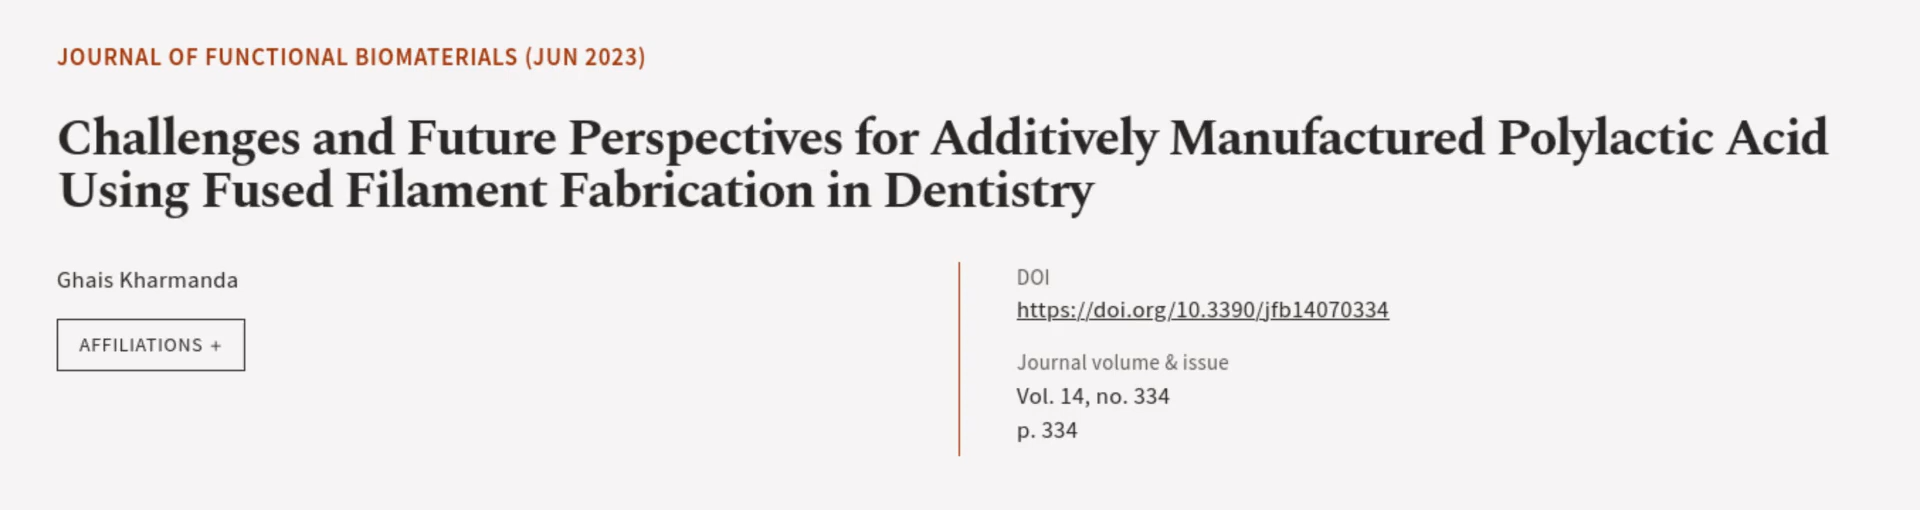 JOURNAL OF FUNCTIONAL BIOMATERIALS (JUN 2023)
Challenges and Future Perspectives for Additively Manufactured Polylactic Acid
Using Fused Filament Fabrication in Dentistry
Ghais Kharmanda
AFFILIATIONS +
DOI
https://doi.org/10.3390/jfb14070334
Journal volume & issue
Vol. 14, no. 334
p. 334